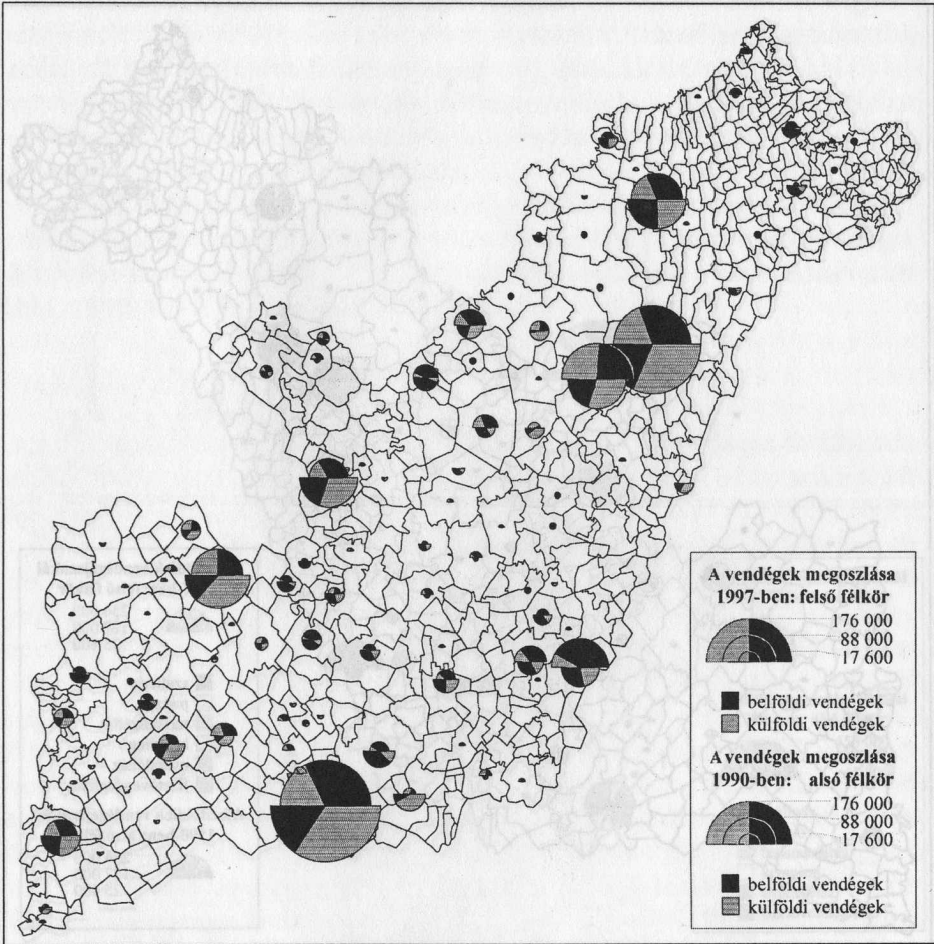 A vendégek megoszlása
1997-ben: felső félkör
176 000
88 000
17 600
belföldi vendégek
külföldi vendégek
A vendégek megoszlása
1990-ben: alsó félkör
176 000
88 000
17 600
belföldi vendégek
külföldi vendégek